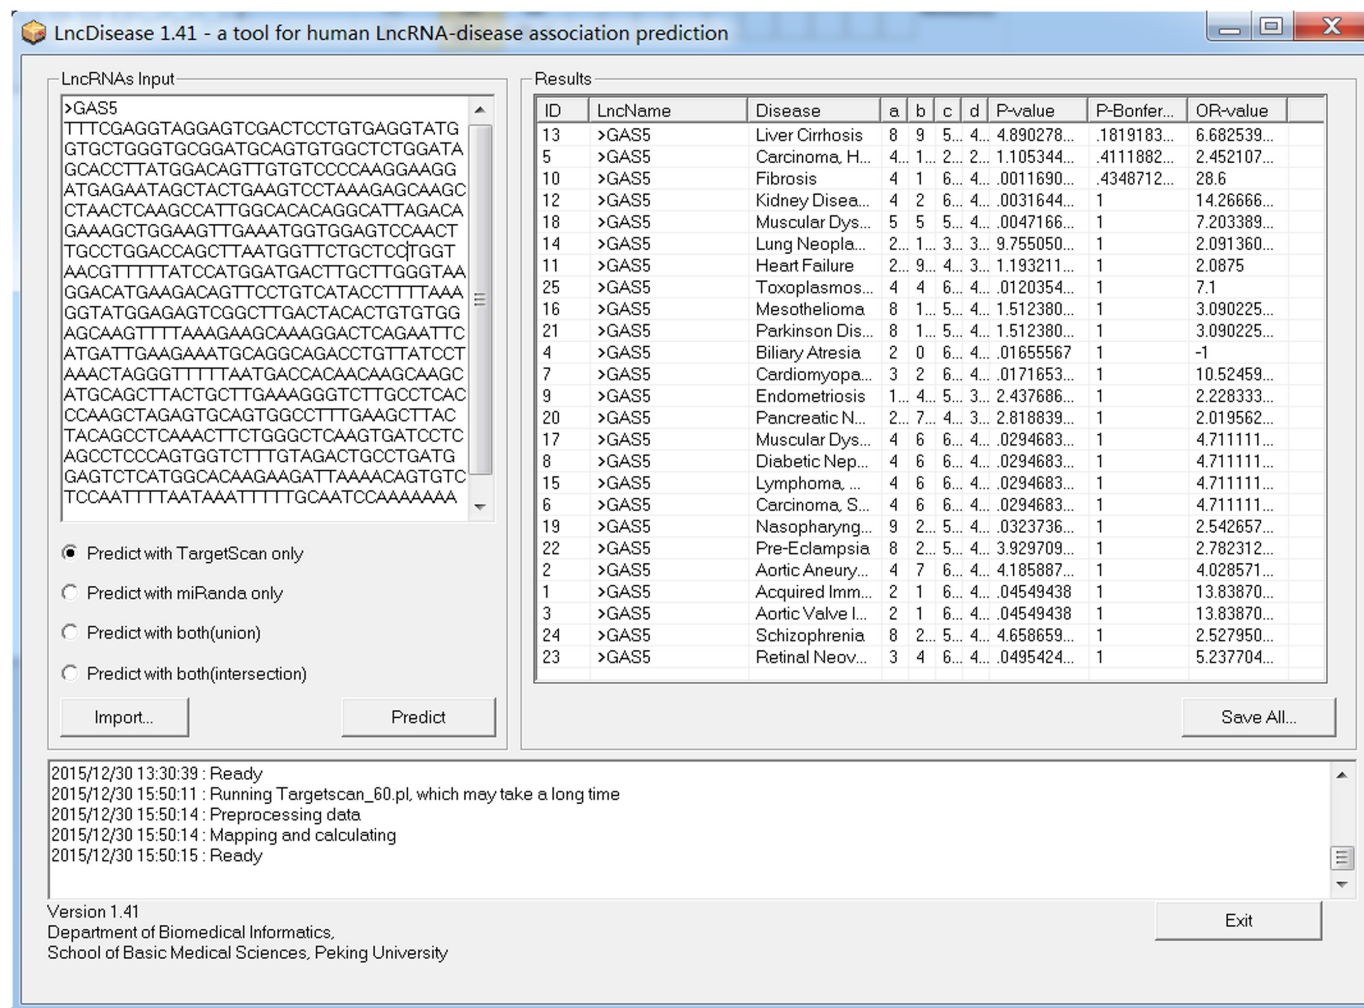 LncDisease 1.41 - a tool for human LncRNA-disease association prediction
LncRNAs Input
>GAS5
TTTCGAGGTAGGAGTCGACTCCTGTGAGGTATG
GTGCTGGGTGCGGATGCAGTGTGGCTCTGGATA
GCACCTTATGGACAGTTGTGTCCCCAAGGAAGG
ATGAGAATAGCTACTGAAGTCCTAAAGAGCAAGC
CTAACTCAAGCCATTGGCACACAGGCATTAGACA
GAAAGCTGGAAGTTGAAATGGTGGAGTCCAACT
TGCCTGGACCAGCTTAATGGTTCTGCTCCTGGT
AACGTTTTTATCCATGGATGACTTGCTTGGGTAA
GGACATGAAGACAGTTCCTGTCATACCTTTTAAA
GGTATGGAGAGTCGGCTTGACTACACTGTGTGG
AGCAAGTTTTAAAGAAGCAAAGGACTCAGAATTC
ATGATTGAAGAAATGCAGGCAGACCTGTTATCCT
AAACTAGGGTTTTTAATGACCACAACAAGCAAGC
ATGCAGCTTACTGCTTGAAAGGGTCTTGCCTCAC
CCAAGCTAGAGTGCAGTGGCCTTTGAAGCTTAC
TACAGCCTCAAACTTCTGGGCTCAAGTGATCCTC
AGCCTCCCAGTGGTCTTTGTAGACTGCCTGATG
GAGTCTCATGGCACAAGAAGATTAAAACAGTGTC
TCCAATTTTAATAAATTTTTGCAATCCAAAAAAA
Predict with TargetScan only
Predict with miRanda only
Predict with both(union)
Predict with both(intersection)
Import...
Predict
Results
ID LncName Disease a b c d P-value P-Bonfer... OR-value
13 >GAS5 Liver Cirrhosis 8 9 5... 4... 4.890278... .1819183... 6.682539...
5 >GAS5 Carcinoma, H... 4... 1... 2... 2... 1.105344... .4111882... 2.452107...
10 >GAS5 Fibrosis 4 1 6... 4... .0011690... .4348712... 28.6
12 >GAS5 Kidney Disea... 4 2 6... 4... .0031644... 1 14.26666...
18 >GAS5 Muscular Dys... 5 5 5... 4... .0047166... 1 7.203389...
14 >GAS5 Lung Neopla... 2... 1... 3... 3... 9.755050... 1 2.091360...
11 >GAS5 Heart Failure 2... 9... 4... 3... 1.193211... 1 2.0875
25 >GAS5 Toxoplasmos... 4 4 6... 4... .0120354... 1 7.1
16 >GAS5 Mesothelioma 8 1... 5... 4... 1.512380... 1 3.090225...
21 >GAS5 Parkinson Dis... 8 1... 5... 4... 1.512380... 1 3.090225...
4 >GAS5 Biliary Atresia 2 0 6... 4... .01655567 1 -1
7 >GAS5 Cardiomyopa... 3 2 6... 4... .0171653... 1 10.52459...
9 >GAS5 Endometriosis 1... 4... 5... 3... 2.437686... 1 2.228333...
20 >GAS5 Pancreatic N... 2... 7... 4... 3... 2.818839... 1 2.019562...
17 >GAS5 Muscular Dys... 4 6 6... 4... .0294683... 1 4.711111...
8 >GAS5 Diabetic Nep... 4 6 6... 4... .0294683... 1 4.711111...
15 >GAS5 Lymphoma, ... 4 6 6... 4... .0294683... 1 4.711111...
6 >GAS5 Carcinoma, S... 4 6 6... 4... .0294683... 1 4.711111...
19 >GAS5 Nasopharyng... 9 2... 5... 4... .0323736... 1 2.542657...
22 >GAS5 Pre-Eclampsia 8 2... 5... 4... 3.929709... 1 2.782312...
2 >GAS5 Aortic Aneury... 4 7 6... 4... 4.185887... 1 4.028571...
1 >GAS5 Acquired Imm... 2 1 6... 4... .04549438 1 13.83870...
3 >GAS5 Aortic Valve I... 2 1 6... 4... .04549438 1 13.83870...
24 >GAS5 Schizophrenia 8 2... 5... 4... 4.658659... 1 2.527950...
23 >GAS5 Retinal Neov... 3 4 6... 4... .0495424... 1 5.237704...
Save All...
2015/12/30 13:30:39 : Ready
2015/12/30 15:50:11 : Running Targetscan_60.pl, which may take a long time
2015/12/30 15:50:14 : Preprocessing data
2015/12/30 15:50:14 : Mapping and calculating
2015/12/30 15:50:15 : Ready
Version 1.41
Department of Biomedical Informatics,
School of Basic Medical Sciences, Peking University
Exit